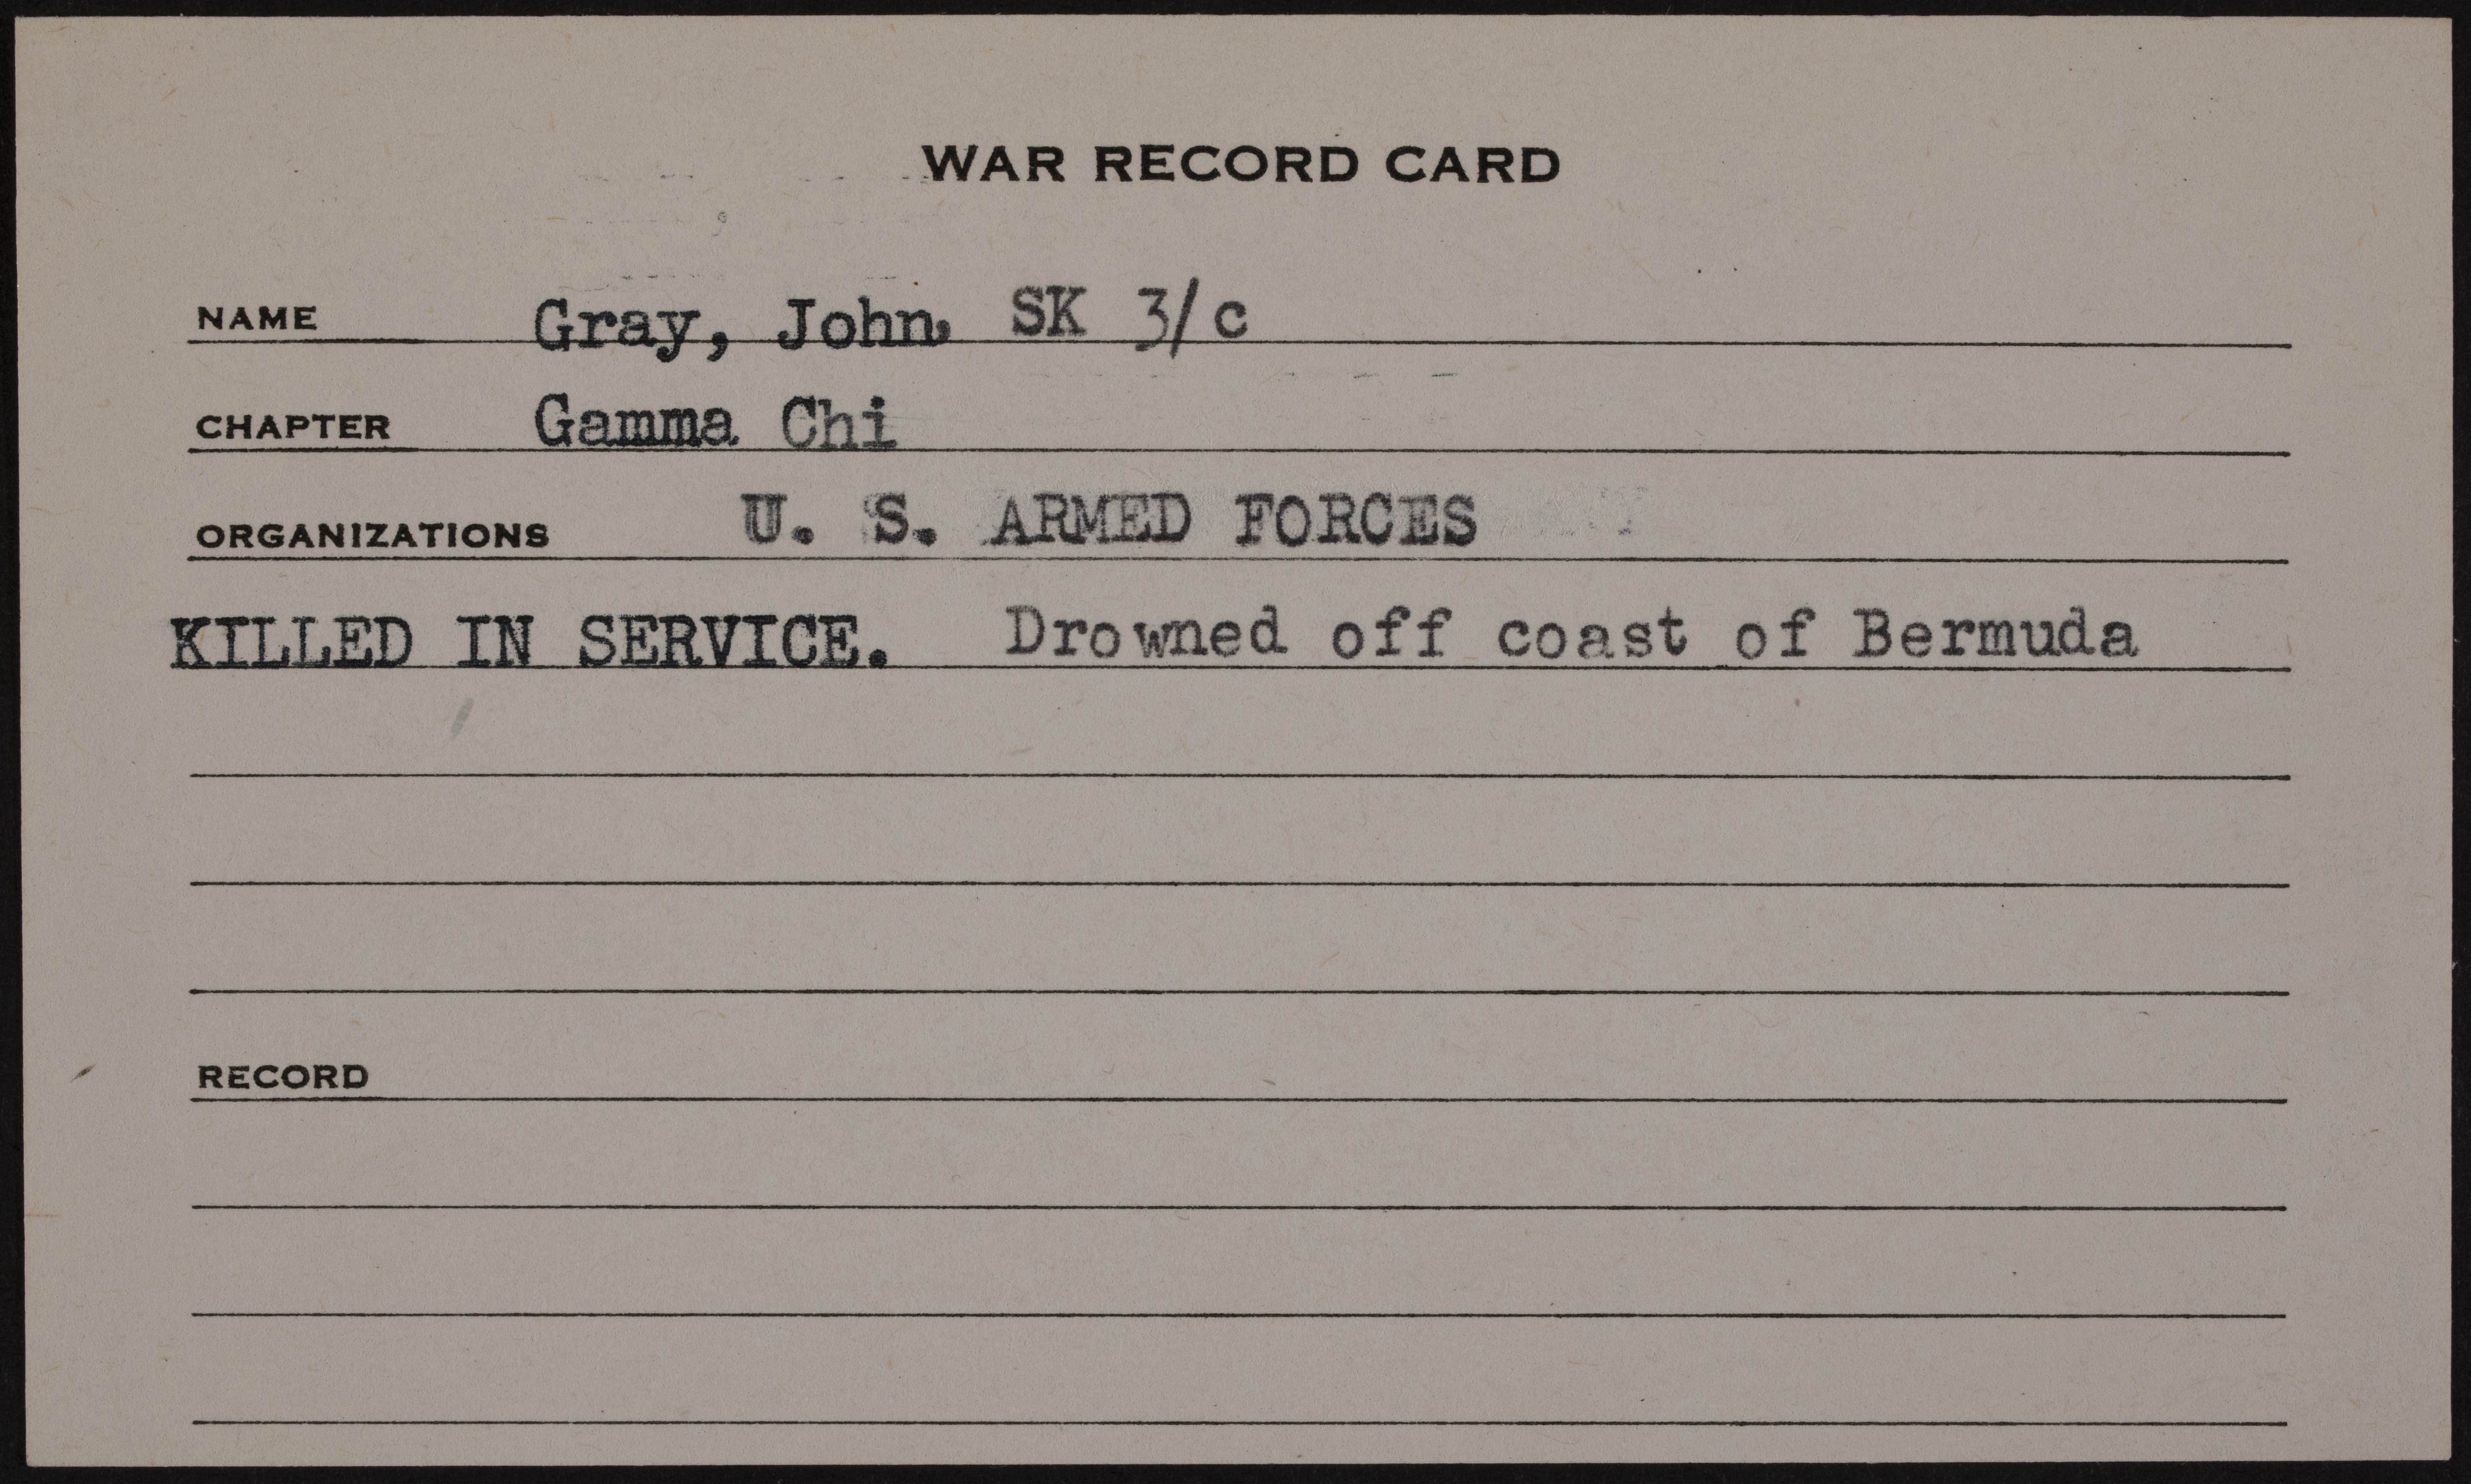 WAR RECORD CARD
NAME Gray, John SK 3/c
CHAPTER Gamma Chi
ORGANIZATIONS U. S. ARMED FORCES
KILLED IN SERVICE. Drowned off coast of Bermuda
RECORD